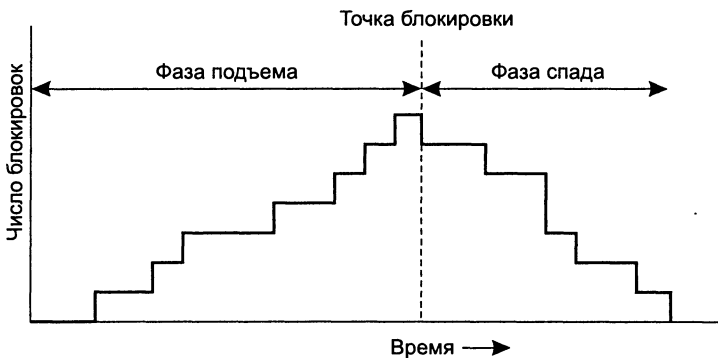 Точка блокировки
Фаза подъема
Фаза спада
Число блокировок
Время